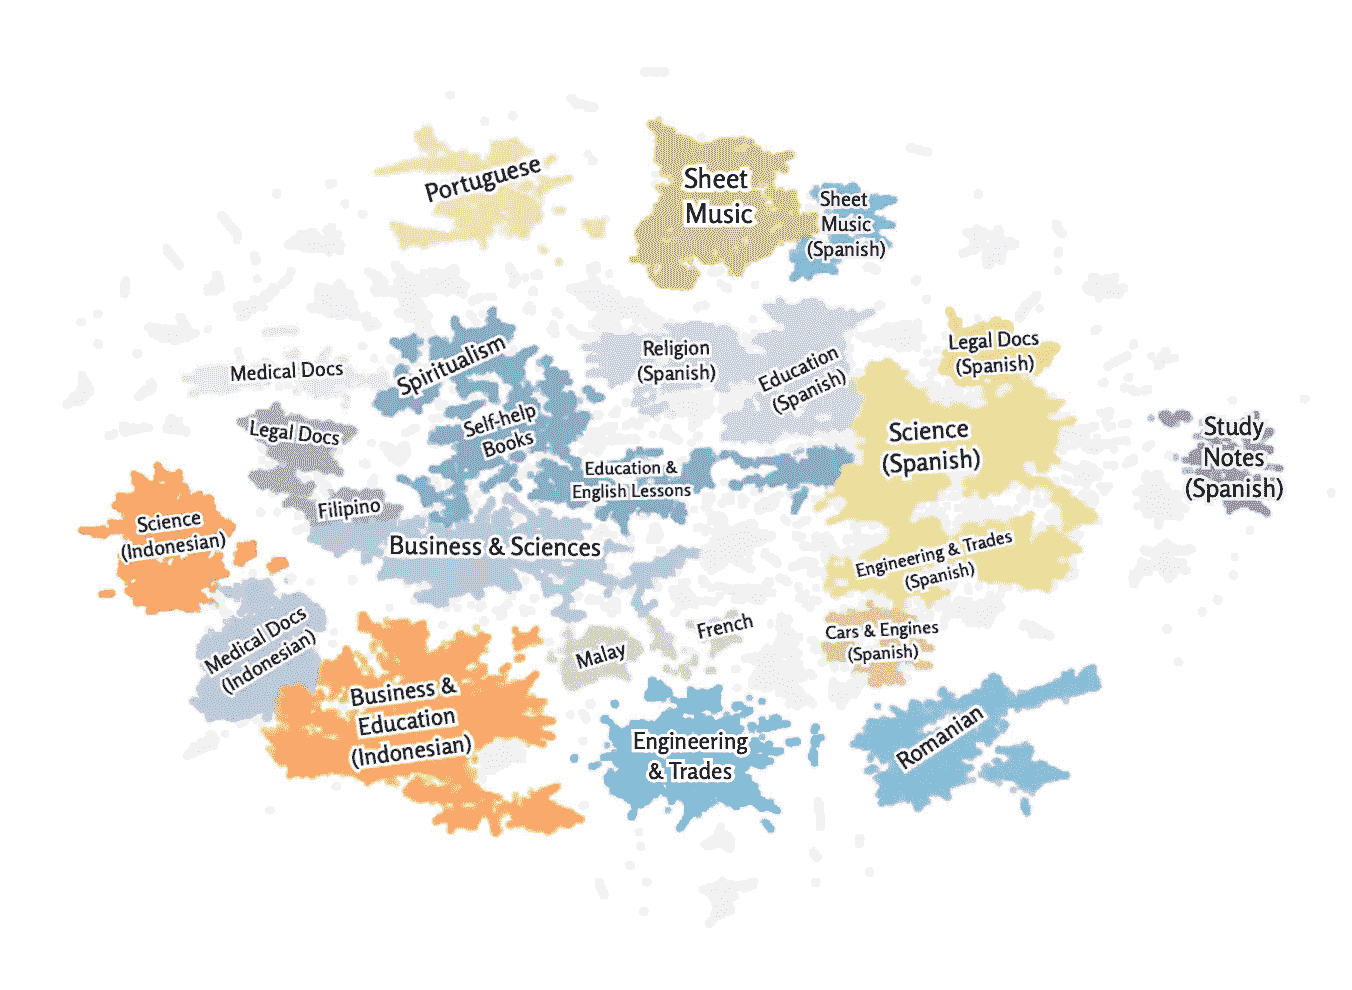 Portuguese
Sheet
Music
Sheet
Music
(Spanish)
Medical Docs
Spiritualism
Religion
(Spanish)
Education
(Spanish)
Legal Docs
(Spanish)
Legal Docs
Self-help
Books
Science
(Spanish)
Study
Notes
(Spanish)
Education &
English Lessons
Filipino
Science
(Indonesian)
Business & Sciences
Engineering & Trades
(Spanish)
Medical Docs
(Indonesian)
Malay
French
Cars & Engines
(Spanish)
Business &
Education
(Indonesian)
Engineering
& Trades
Romanian